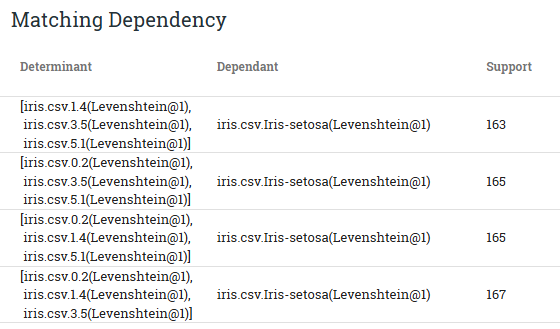 Matching Dependency
Determinant Dependant Support
[iris.csv.1.4(Levenshtein@1),
iris.csv.3.5(Levenshtein@1), iris.csv.Iris-setosa(Levenshtein@1) 163
iris.csv.5.1(Levenshtein@1)]
[iris.csv.0.2(Levenshtein@1),
iris.csv.3.5(Levenshtein@1), iris.csv.Iris-setosa(Levenshtein@1) 165
iris.csv.5.1(Levenshtein@1)]
[iris.csv.0.2(Levenshtein@1),
iris.csv.1.4(Levenshtein@1), iris.csv.Iris-setosa(Levenshtein@1) 165
iris.csv.5.1(Levenshtein@1)]
[iris.csv.0.2(Levenshtein@1),
iris.csv.1.4(Levenshtein@1), iris.csv.Iris-setosa(Levenshtein@1) 167
iris.csv.3.5(Levenshtein@1)]